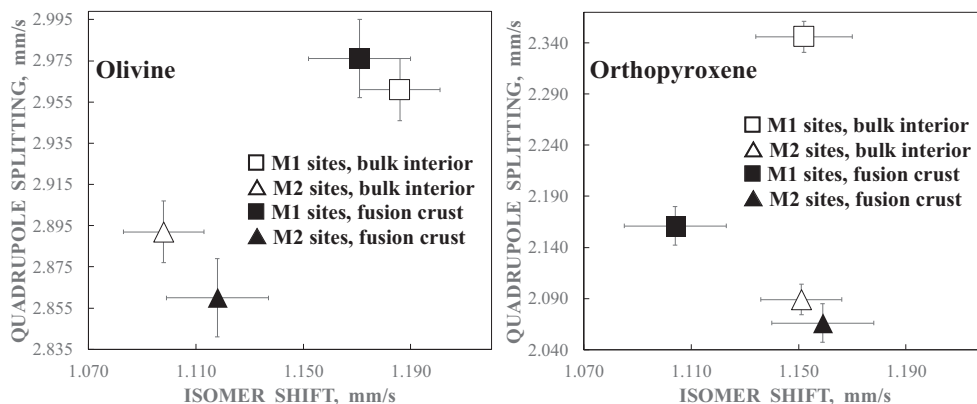 QUADRUPOLE SPLITTING, mm/s
2.995
2.975
2.955
2.935
2.915
2.895
2.875
2.855
2.835
Olivine
M1 sites, bulk interior
M2 sites, bulk interior
M1 sites, fusion crust
M2 sites, fusion crust
1.070 1.110 1.150 1.190
ISOMER SHIFT, mm/s
QUADRUPOLE SPLITTING, mm/s
2.340
2.290
2.240
2.190
2.140
2.090
2.040
Orthopyroxene
M1 sites, bulk interior
M2 sites, bulk interior
M1 sites, fusion crust
M2 sites, fusion crust
1.070 1.110 1.150 1.190
ISOMER SHIFT, mm/s